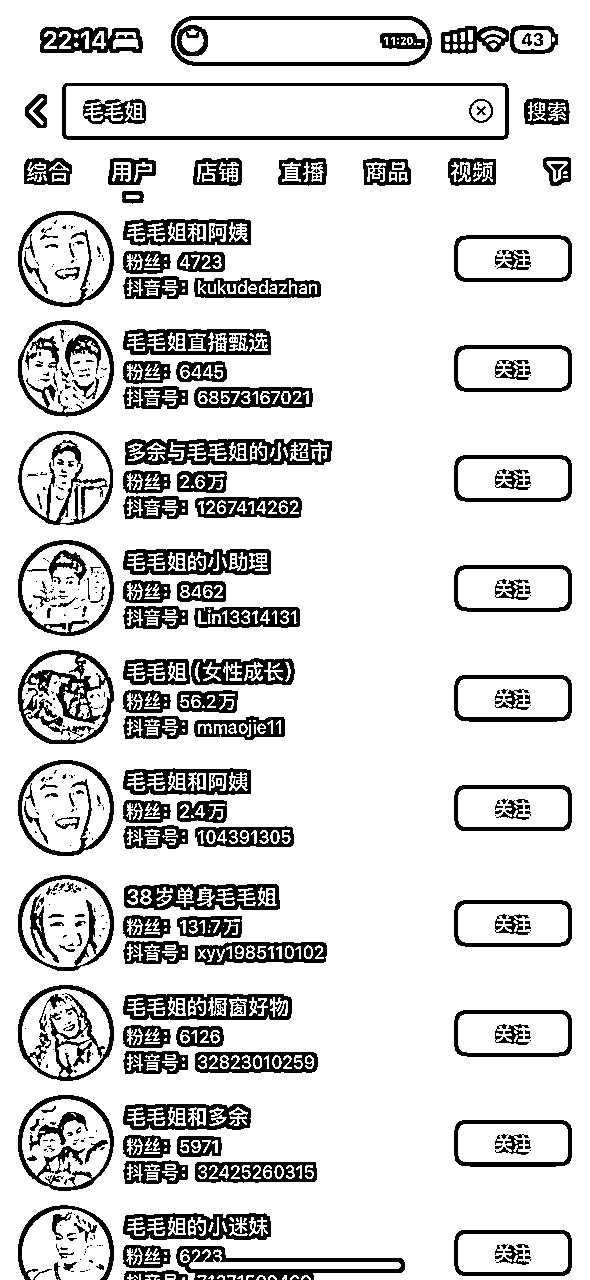 22:14
11:20
43
毛毛姐
搜索
综合 用户 店铺 直播 商品 视频
毛毛姐和阿姨
粉丝：4723
抖音号：kukudedazhan
关注
毛毛姐直播甄选
粉丝：6445
抖音号：68573167021
关注
多余与毛毛姐的小超市
粉丝：2.6万
抖音号：1267414262
关注
毛毛姐的小助理
粉丝：8462
抖音号：Lin13314131
关注
毛毛姐（女性成长）
粉丝：56.2万
抖音号：mmaojie11
关注
毛毛姐和阿姨
粉丝：2.4万
抖音号：104391305
关注
38岁单身毛毛姐
粉丝：131.7万
抖音号：xyy1985110102
关注
毛毛姐的橱窗好物
粉丝：6126
抖音号：32823010259
关注
毛毛姐和多余
粉丝：5971
抖音号：32425260315
关注
毛毛姐的小迷妹
粉丝：6223
关注